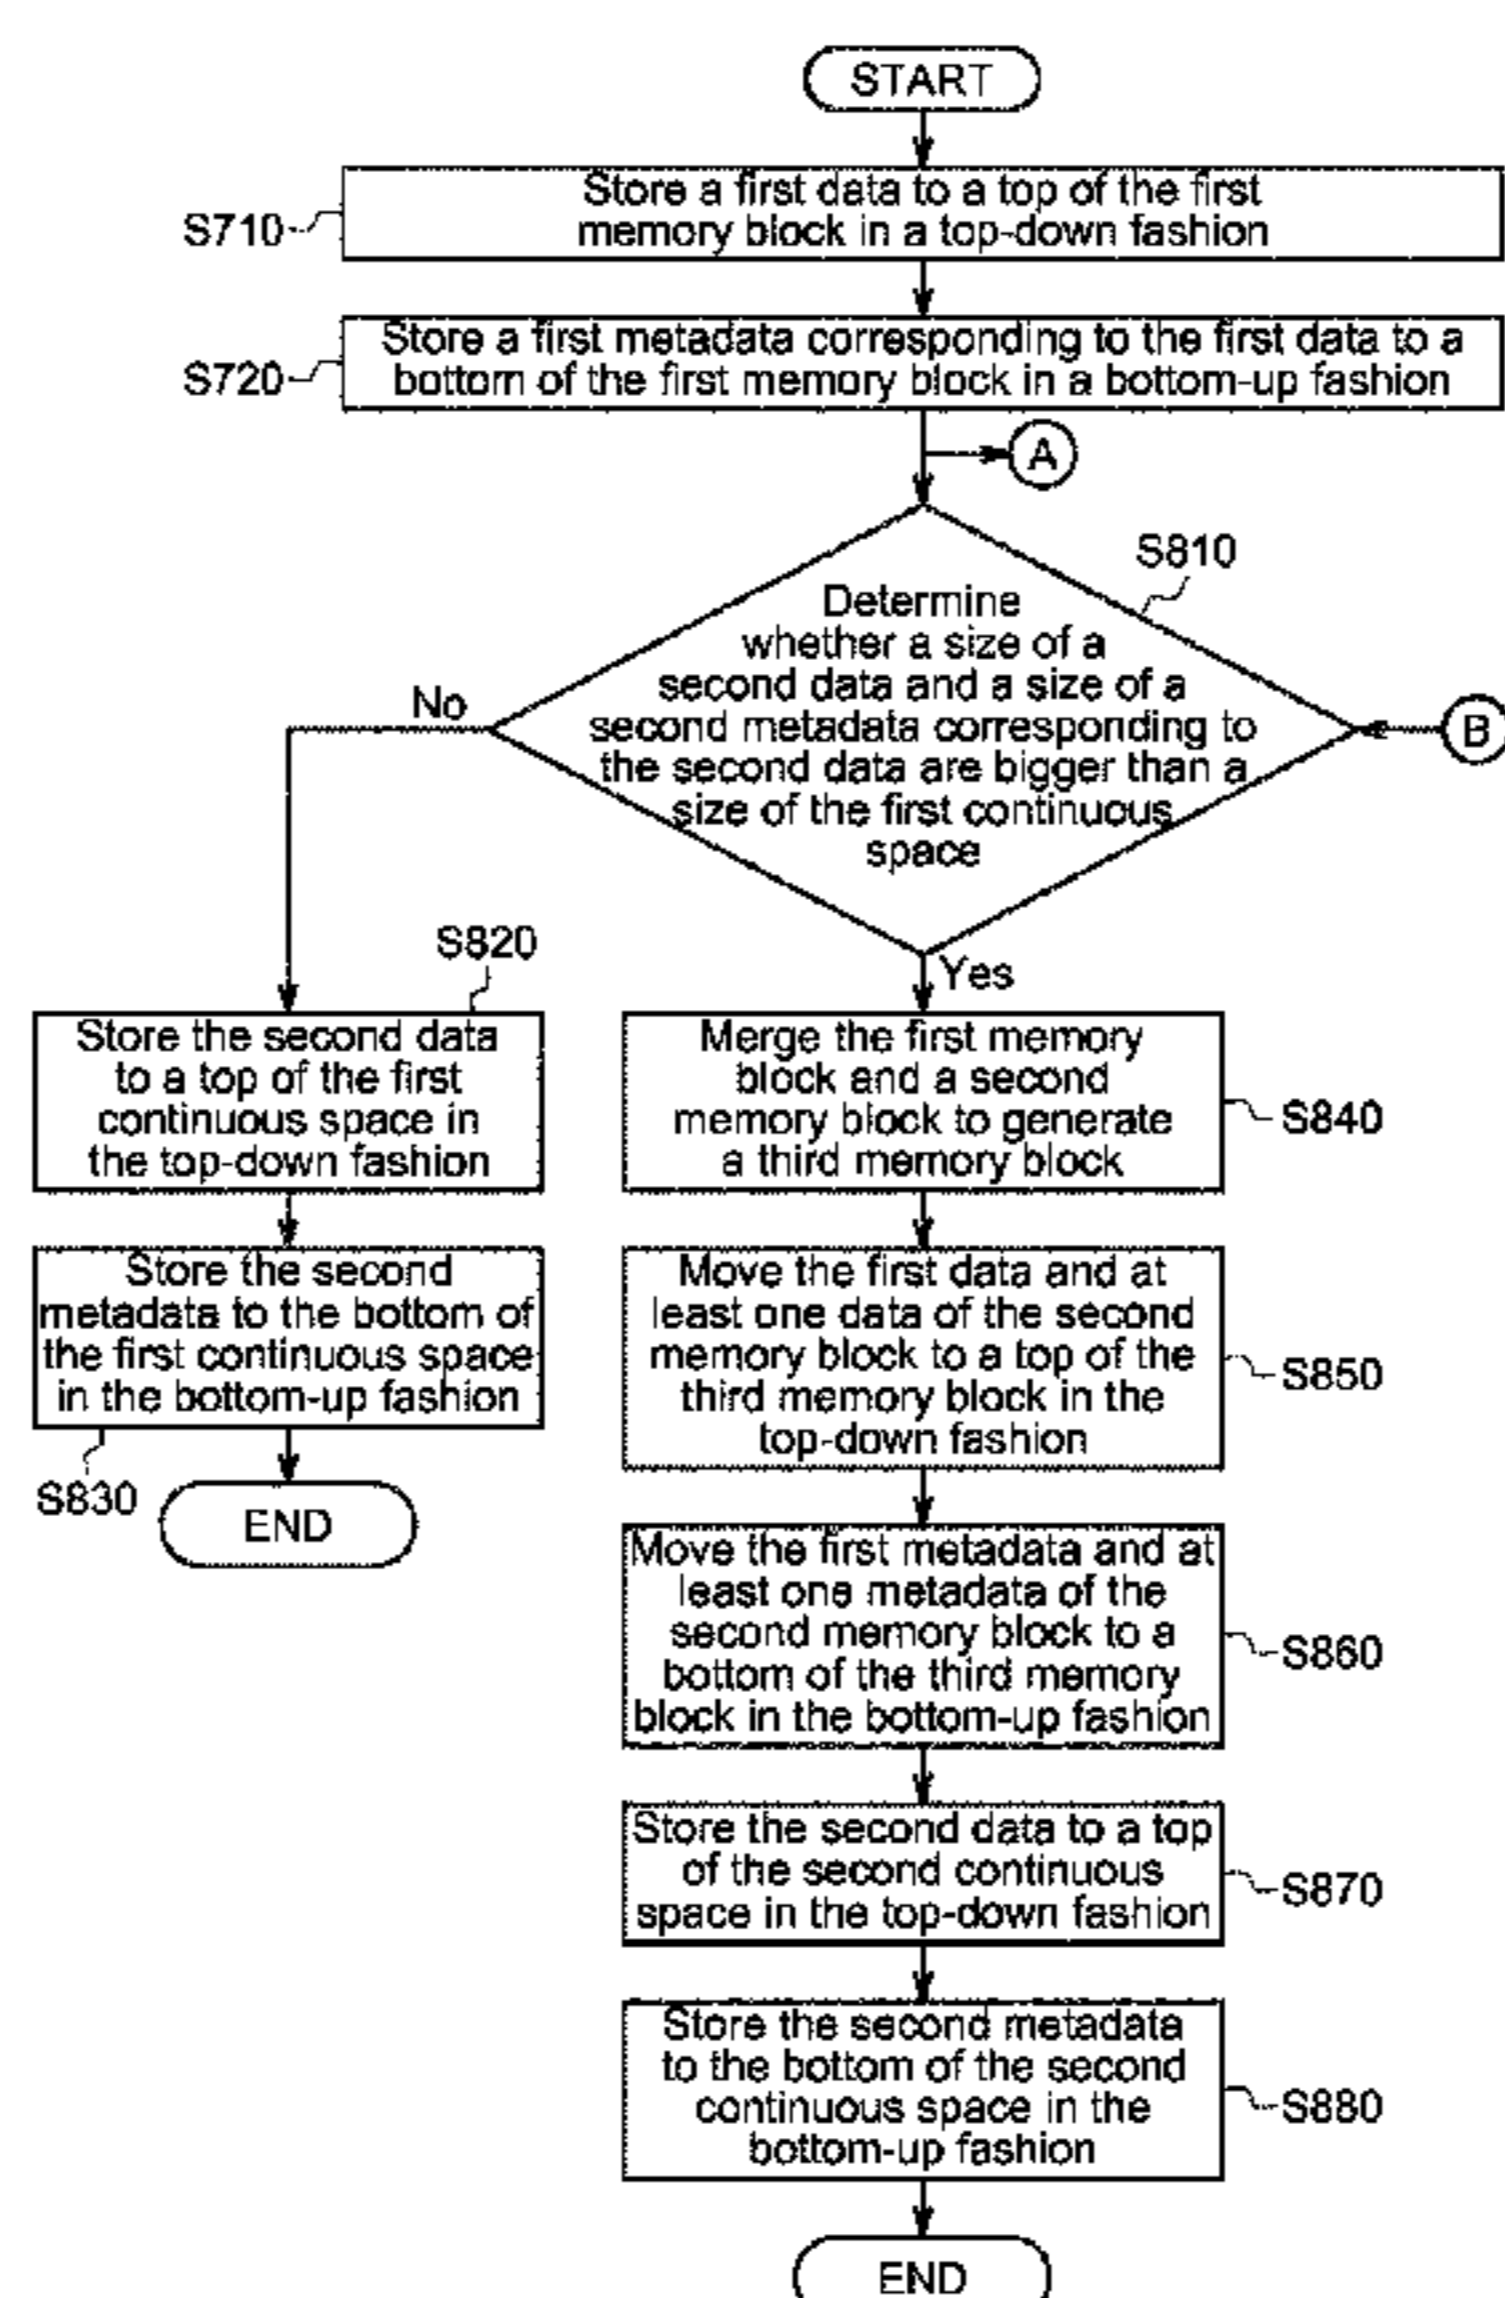 START
S710
Store a first data to a top of the first
memory block in a top-down fashion
S720
Store a first metadata corresponding to the first data to a
bottom of the first memory block in a bottom-up fashion
A
S810
Determine
whether a size of a
second data and a size of a
second metadata corresponding to
the second data are bigger than a
size of the first continuous
space
B
No
Yes
S820
Store the second data
to a top of the first
continuous space in
the top-down fashion
Store the second
metadata to the bottom of
the first continuous space
in the bottom-up fashion
S830
END
Merge the first memory
block and a second
memory block to generate
a third memory block
S840
Move the first data and at
least one data of the second
memory block to a top of the
third memory block in the
top-down fashion
S850
Move the first metadata and at
least one metadata of the
second memory block to a
bottom of the third memory
block in the bottom-up fashion
S860
Store the second data to a top
of the second continuous
space in the top-down fashion
S870
Store the second metadata
to the bottom of the second
continuous space in the
bottom-up fashion
S880
END